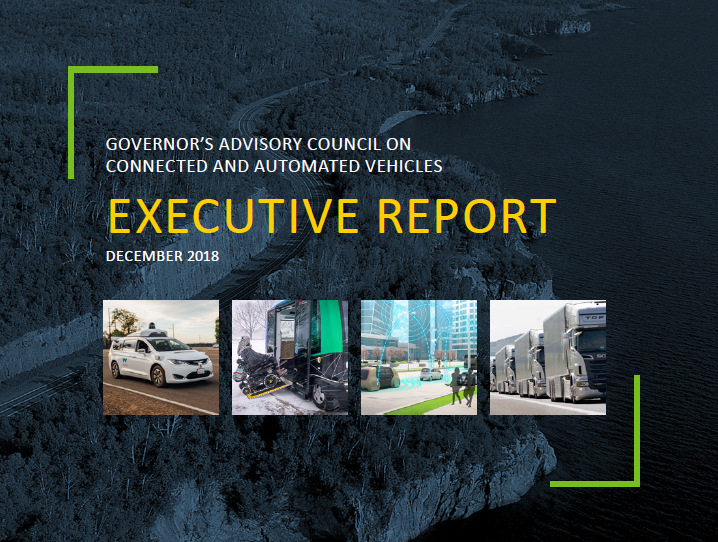 GOVERNOR'S ADVISORY COUNCIL ON
CONNECTED AND AUTOMATED VEHICLES
EXECUTIVE REPORT
DECEMBER 2018